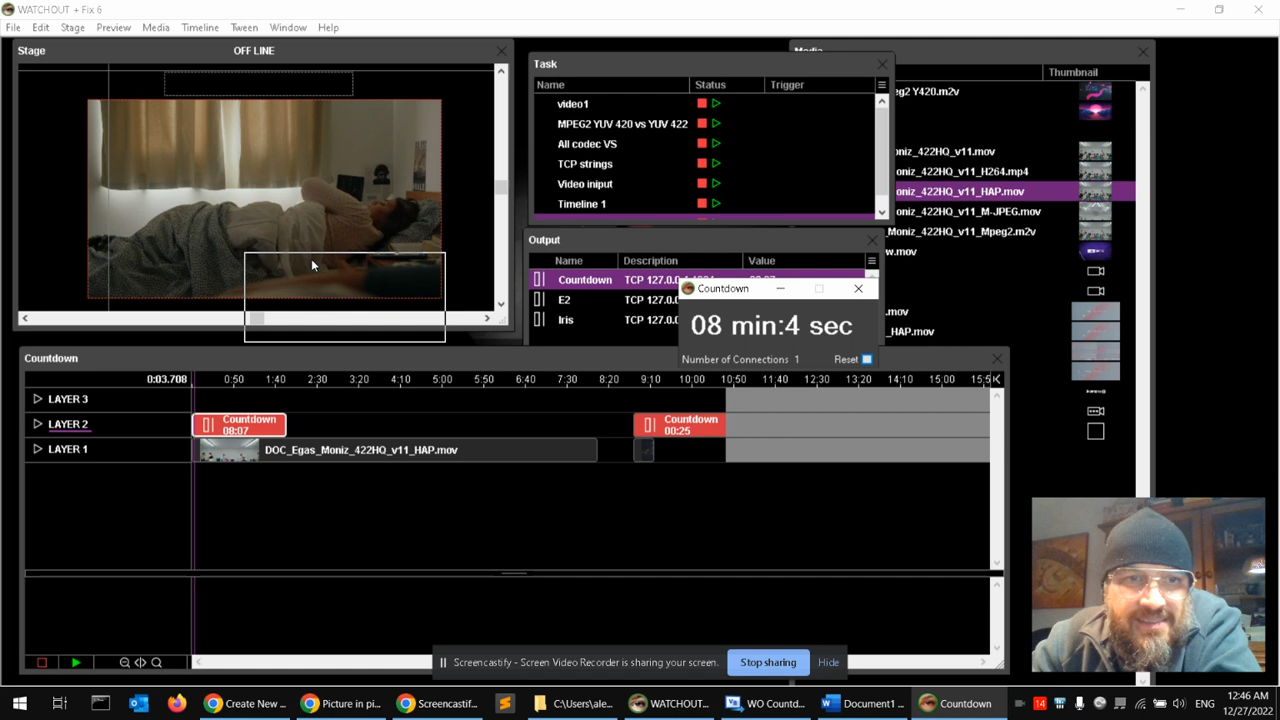 WATCHOUT + Fix 6
File Edit Stage Preview Media Timeline Tween Window Help
Stage OFF LINE
Task
Name Status Trigger
video1
MPEG2 YUV 420 vs YUV 422
All codec VS
TCP strings
Video iniput
Timeline 1
Media
Thumbnail
eg2 Y420.m2v
oniz_422HQ_v11.mov
oniz_422HQ_v11_H264.mp4
oniz_422HQ_v11_HAP.mov
oniz_422HQ_v11_M-JPEG.mov
Moniz_422HQ_v11_Mpeg2.m2v
w.mov
.mov
_HAP.mov
Output
Name Description Value
Countdown TCP 127.0.0
E2 TCP 127.0.0
Iris TCP 127.0.0
Countdown
08 min:4 sec
Number of Connections 1 Reset
Countdown
0:03.708 0:50 1:40 2:30 3:20 4:10 5:00 5:50 6:40 7:30 8:20 9:10 10:00 10:50 11:40 12:30 13:20 14:10 15:00 15:5
LAYER 3
LAYER 2 Countdown 08:07 Countdown 00:25
LAYER 1 DOC_Egas_Moniz_422HQ_v11_HAP.mov
Screencastify - Screen Video Recorder is sharing your screen. Stop sharing Hide
Create New ... Picture in pi... Screencastif... C:\Users\ale... WATCHOUT... WO Countd... Document1 ... Countdown 14 ENG
12:46 AM
12/27/2022